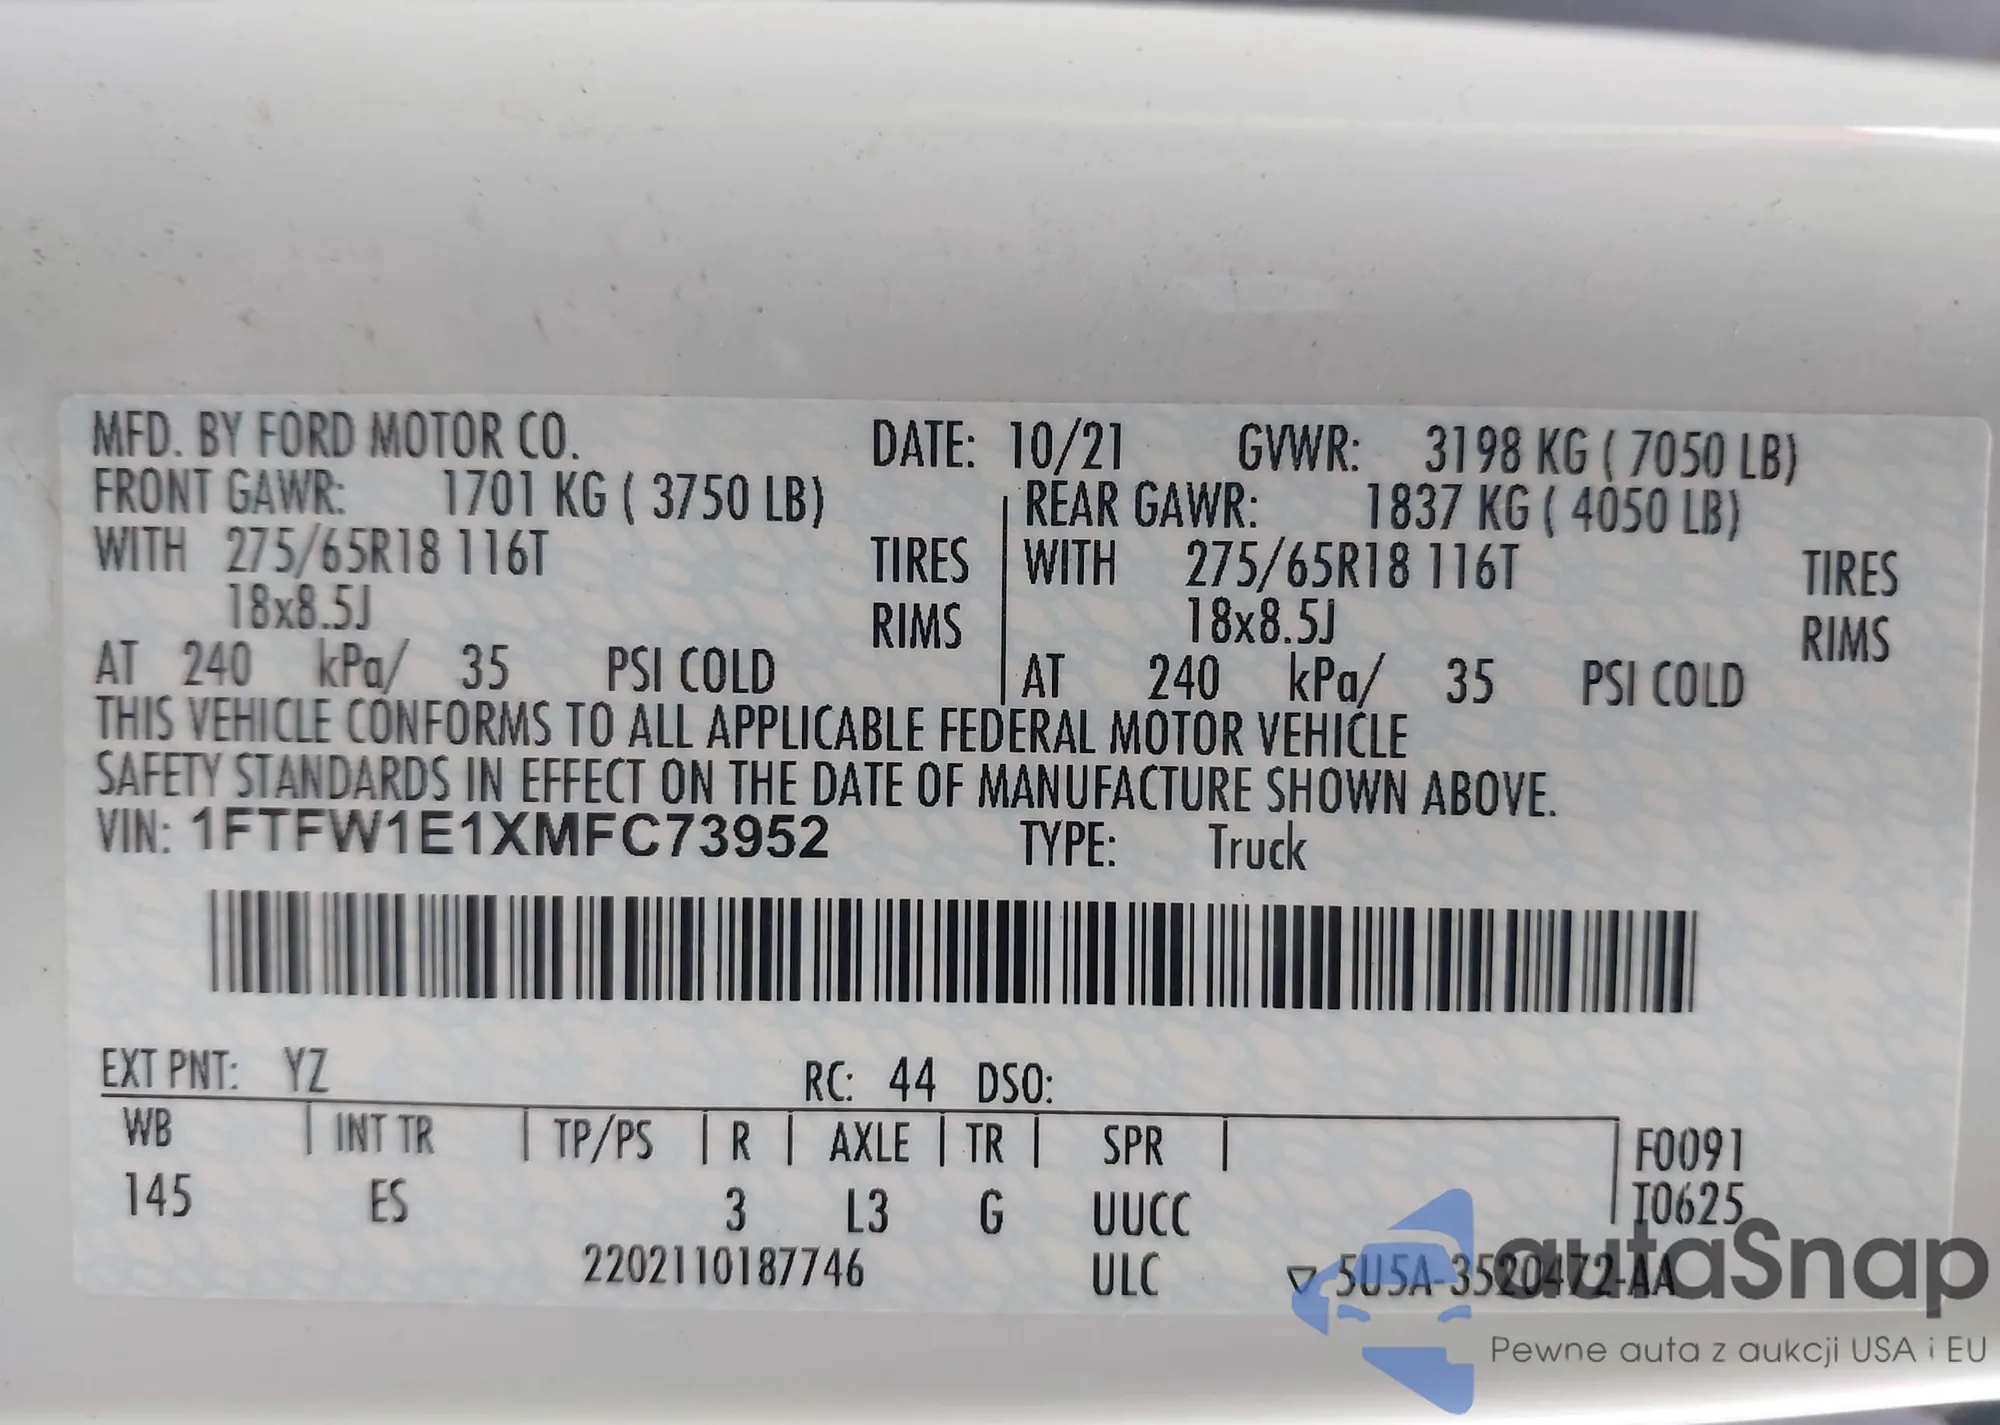 MFD. BY FORD MOTOR CO. DATE: 10/21 GVWR: 3198 KG ( 7050 LB)
FRONT GAWR: 1701 KG ( 3750 LB) REAR GAWR: 1837 KG ( 4050 LB)
WITH 275/65R18 116T TIRES WITH 275/65R18 116T TIRES
18x8.5J RIMS 18x8.5J RIMS
AT 240 kPa/ 35 PSI COLD AT 240 kPa/ 35 PSI COLD
THIS VEHICLE CONFORMS TO ALL APPLICABLE FEDERAL MOTOR VEHICLE
SAFETY STANDARDS IN EFFECT ON THE DATE OF MANUFACTURE SHOWN ABOVE.
VIN: 1FTFW1E1XMFC73952 TYPE: Truck
EXT PNT: YZ RC: 44 DSO:
WB | INT TR | TP/PS | R | AXLE | TR | SPR | F0091
145 ES 3 L3 G UUCC T0625
2202110187746 ULC ▽ 5U5A-3520472-AA
autaSnap
Pewne auta z aukcji USA i EU